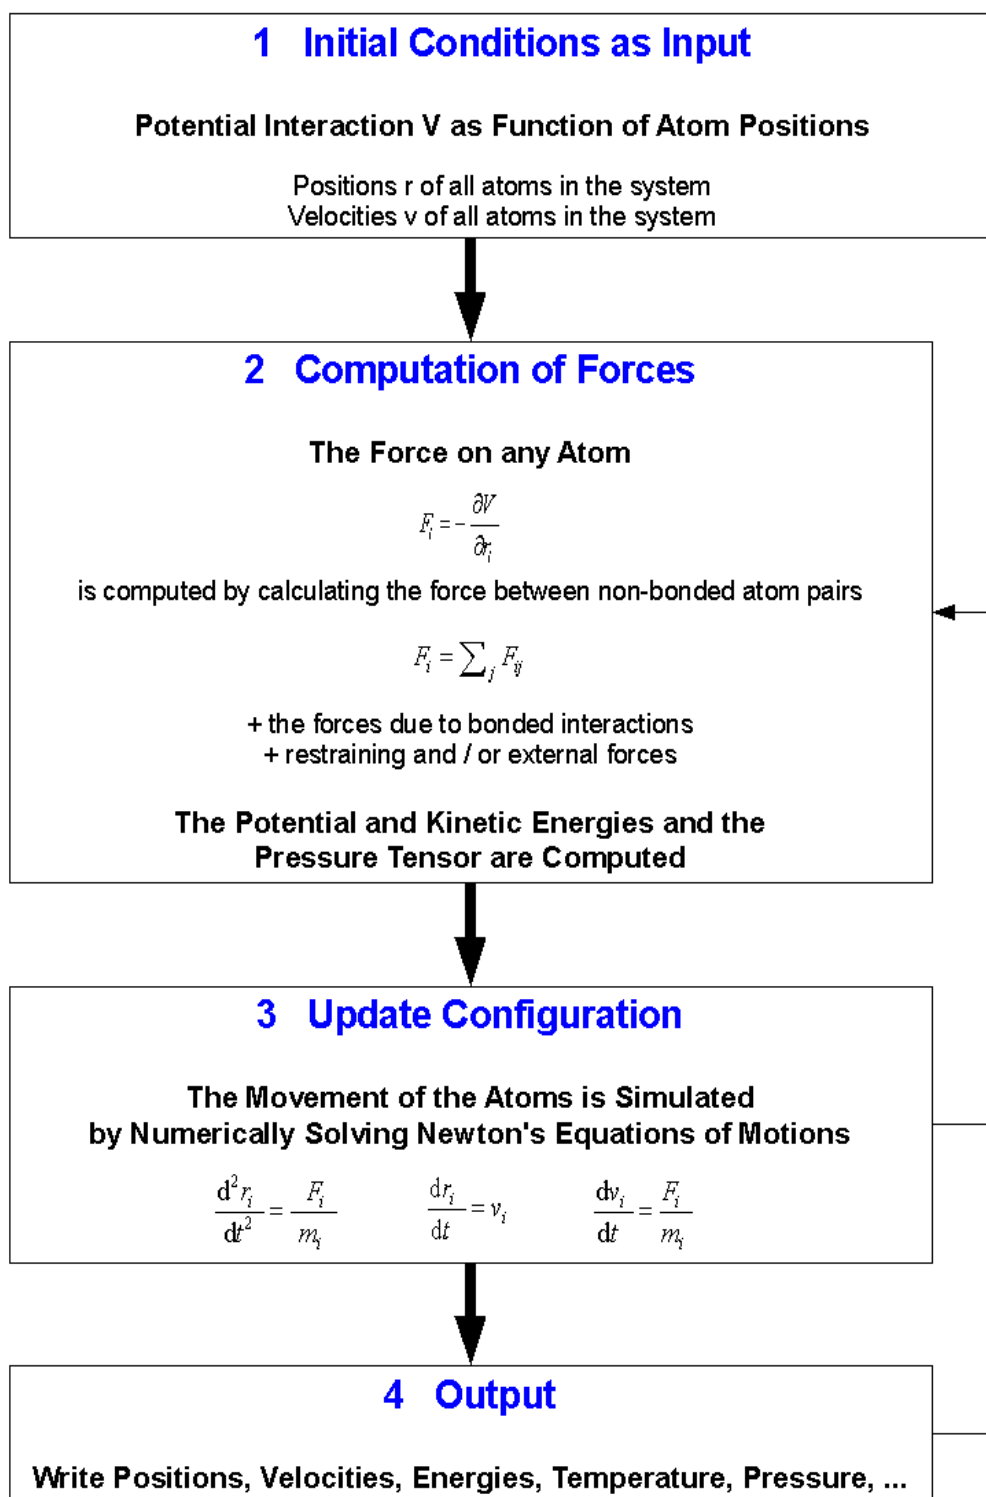 1 Initial Conditions as Input
Potential Interaction V as Function of Atom Positions
Positions r of all atoms in the system
Velocities v of all atoms in the system
2 Computation of Forces
The Force on any Atom
F_i = -∂V/∂r_i
is computed by calculating the force between non-bonded atom pairs
F_i = ∑_j F_ij
+ the forces due to bonded interactions
+ restraining and / or external forces
The Potential and Kinetic Energies and the
Pressure Tensor are Computed
3 Update Configuration
The Movement of the Atoms is Simulated
by Numerically Solving Newton's Equations of Motions
d²r_i/dt² = F_i/m_i dr_i/dt = v_i dv_i/dt = F_i/m_i
4 Output
Write Positions, Velocities, Energies, Temperature, Pressure, ...